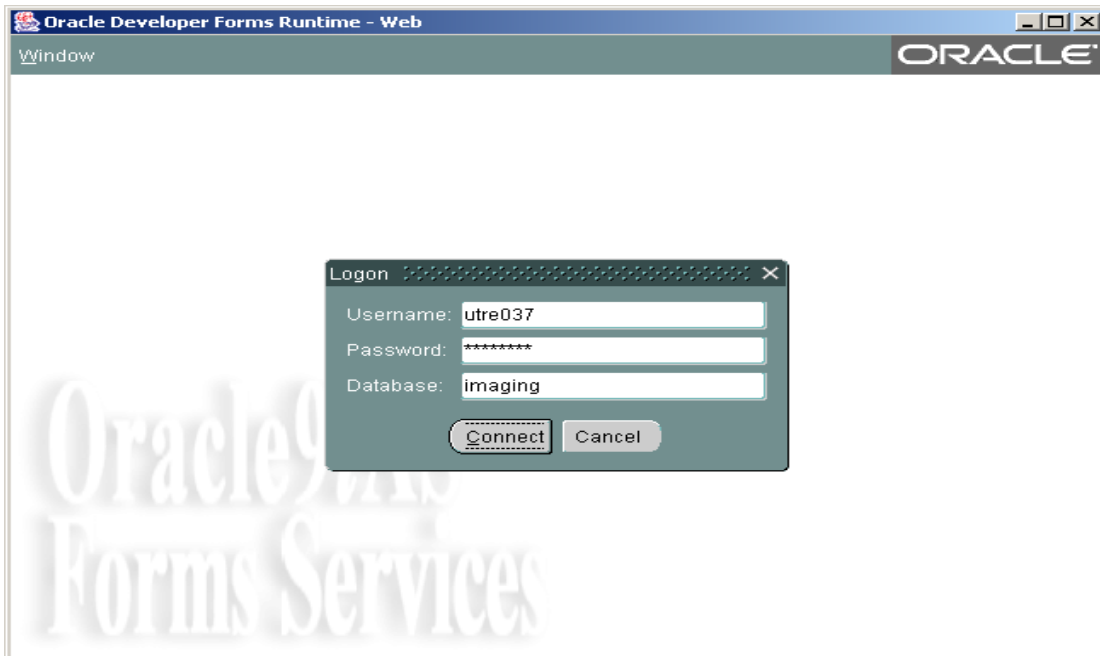 Oracle Developer Forms Runtime - Web
Window
ORACLE
Logon
Username: utre037
Password: ********
Database: imaging
Connect Cancel
Oracle9iAS
Forms Services